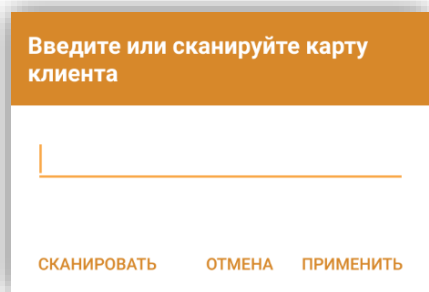 Введите или сканируйте карту
клиента
СКАНИРОВАТЬ ОТМЕНА ПРИМЕНИТЬ